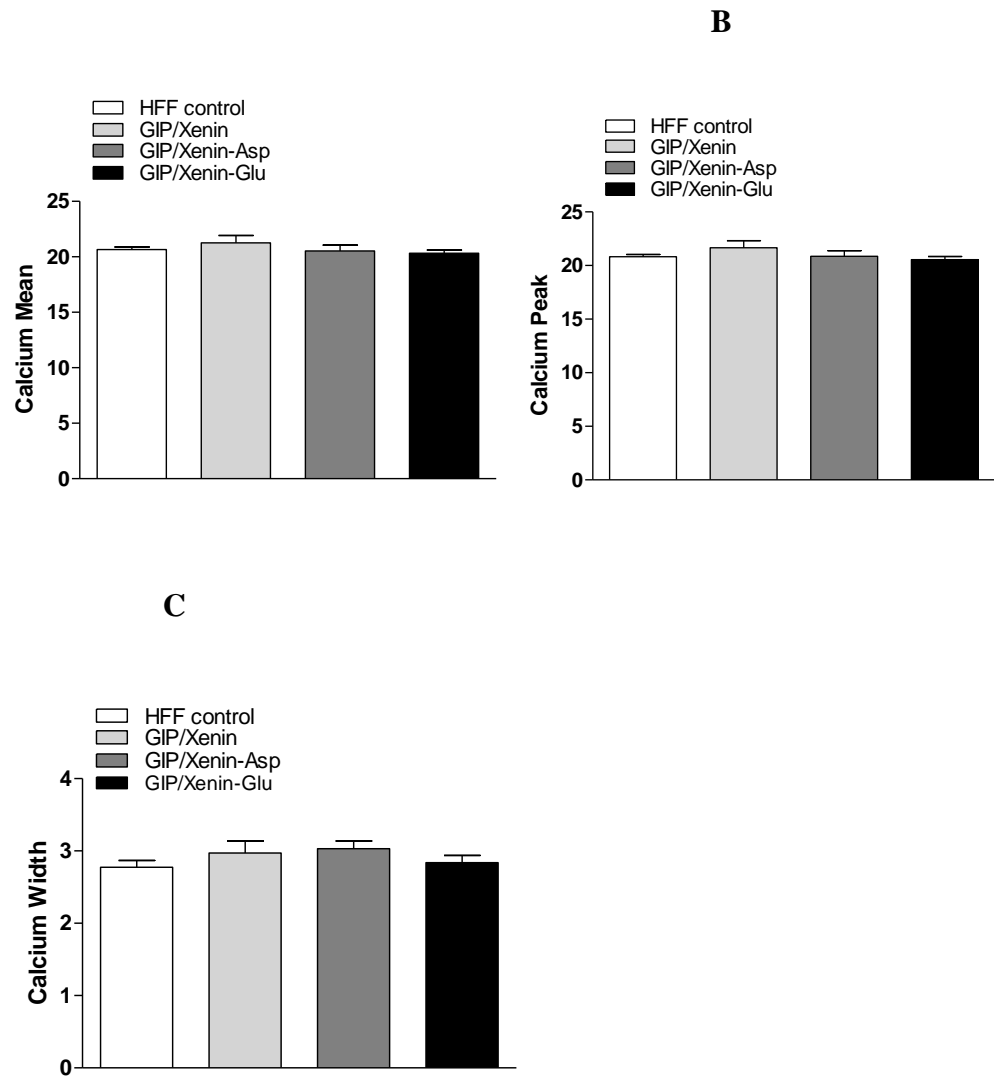 B
HFF control
GIP/Xenin
GIP/Xenin-Asp
GIP/Xenin-Glu
25
20
15
10
5
0
Calcium Mean
HFF control
GIP/Xenin
GIP/Xenin-Asp
GIP/Xenin-Glu
25
20
15
10
5
0
Calcium Peak
C
HFF control
GIP/Xenin
GIP/Xenin-Asp
GIP/Xenin-Glu
4
3
2
1
0
Calcium Width